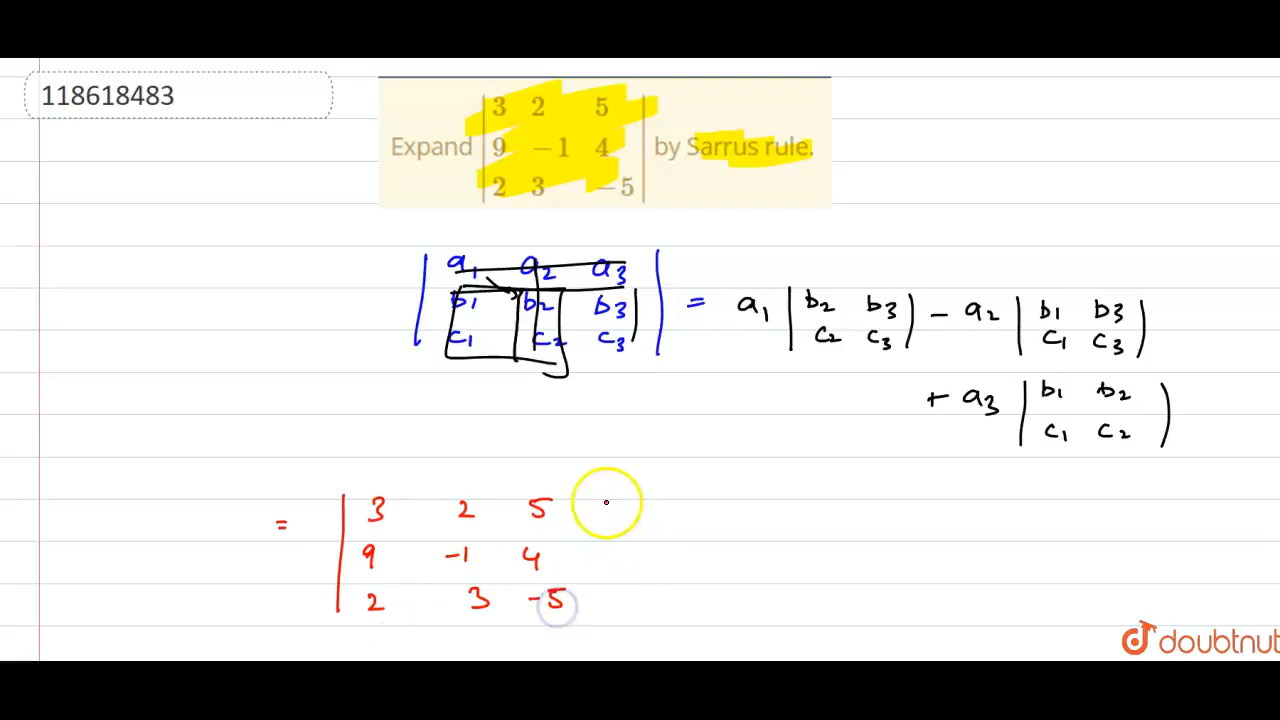 118618483
3 2 5
Expand 9 −1 4 by Sarrus rule.
2 3 −5
a1 a2 a3
b1 b2 b3 = a1 | b2 b3 | − a2 | b1 b3 |
c1 c2 c3 | c2 c3 | | c1 c3 |
+ a3 | b1 b2 |
| c1 c2 |
= | 3 2 5
9 -1 4
2 3 -5
doubtnut